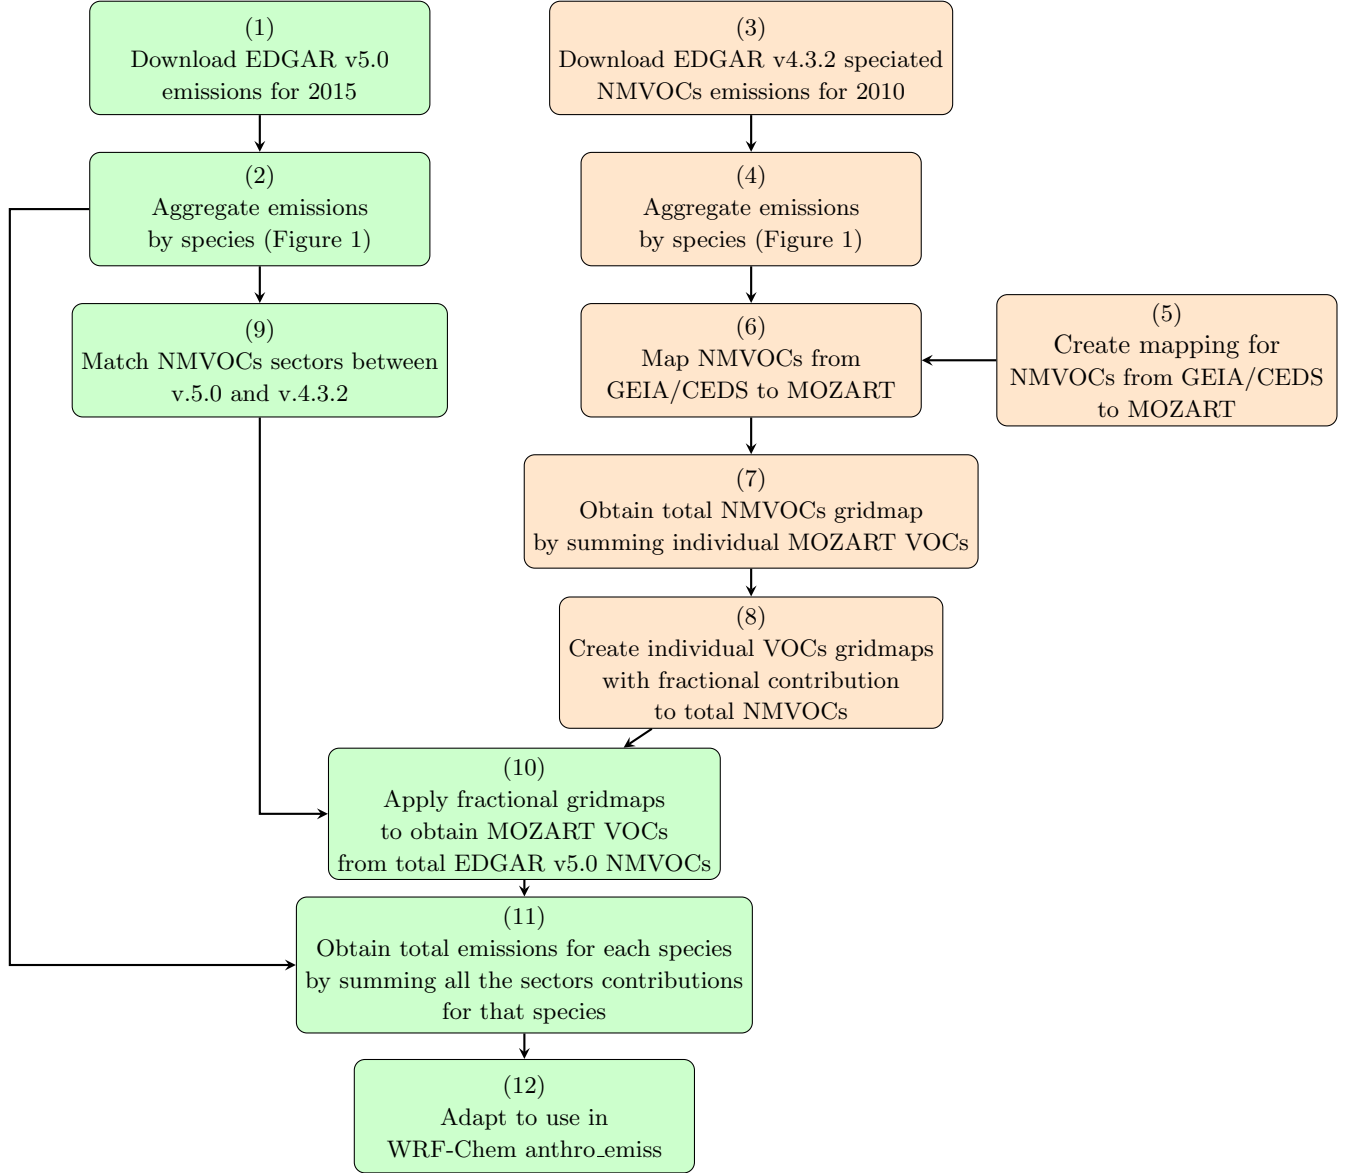 (1)
Download EDGAR v5.0
emissions for 2015
(3)
Download EDGAR v4.3.2 speciated
NMVOCs emissions for 2010
(2)
Aggregate emissions
by species (Figure 1)
(4)
Aggregate emissions
by species (Figure 1)
(9)
Match NMVOCs sectors between
v.5.0 and v.4.3.2
(6)
Map NMVOCs from
GEIA/CEDS to MOZART
(5)
Create mapping for
NMVOCs from GEIA/CEDS
to MOZART
(7)
Obtain total NMVOCs gridmap
by summing individual MOZART VOCs
(8)
Create individual VOCs gridmaps
with fractional contribution
to total NMVOCs
(10)
Apply fractional gridmaps
to obtain MOZART VOCs
from total EDGAR v5.0 NMVOCs
(11)
Obtain total emissions for each species
by summing all the sectors contributions
for that species
(12)
Adapt to use in
WRF-Chem anthro_emiss